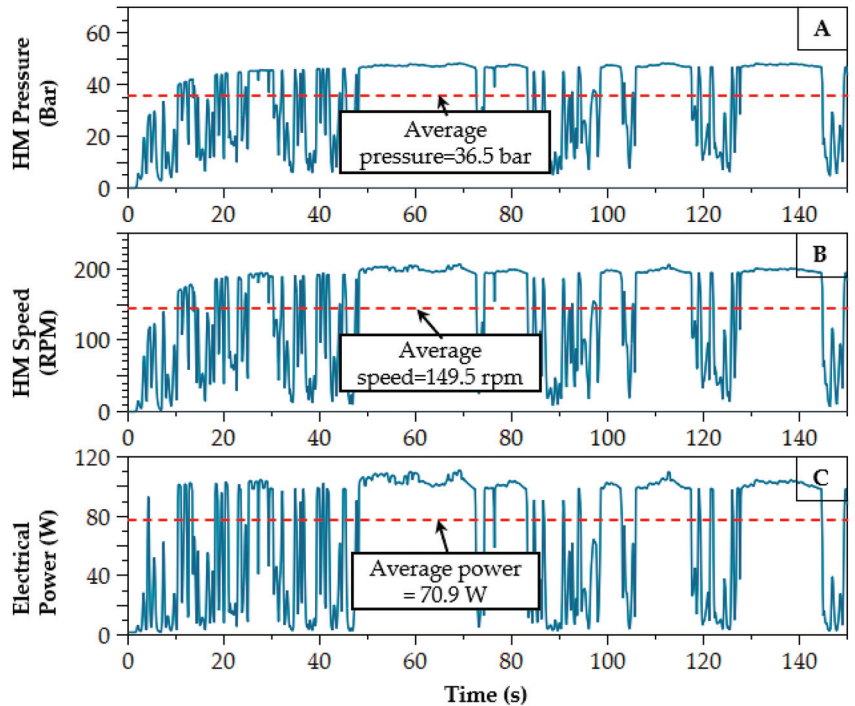 A
HM Pressure
(Bar)
60
40
20
0
Average
pressure=36.5 bar
0 20 40 60 80 100 120 140
B
HM Speed
(RPM)
200
100
0
Average
speed=149.5 rpm
0 20 40 60 80 100 120 140
C
Electrical
Power (W)
120
80
40
0
Average power
= 70.9 W
0 20 40 60 80 100 120 140
Time (s)